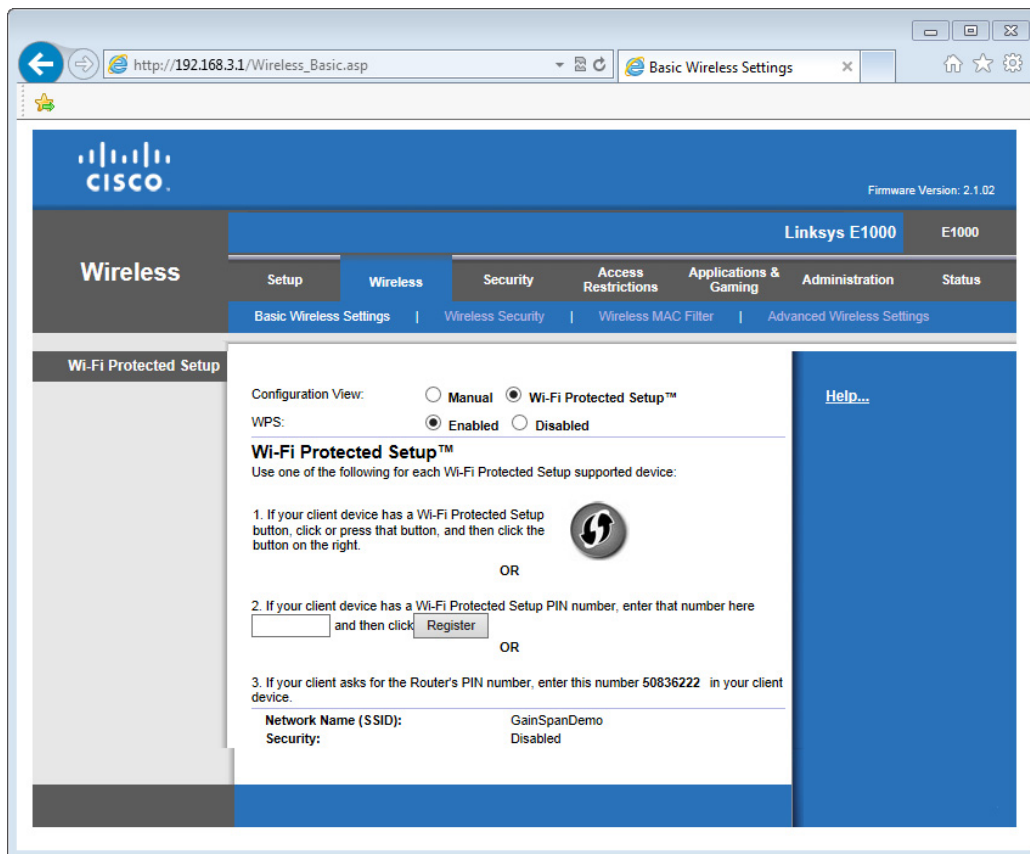 http://192.168.3.1/Wireless_Basic.asp
Basic Wireless Settings
CISCO.
Firmware Version: 2.1.02
Linksys E1000
E1000
Wireless
Setup
Wireless
Security
Access Restrictions
Applications & Gaming
Administration
Status
Basic Wireless Settings | Wireless Security | Wireless MAC Filter | Advanced Wireless Settings
Wi-Fi Protected Setup
Configuration View: Manual Wi-Fi Protected Setup™
WPS: Enabled Disabled
Help...
Wi-Fi Protected Setup™
Use one of the following for each Wi-Fi Protected Setup supported device:
1. If your client device has a Wi-Fi Protected Setup
button, click or press that button, and then click the
button on the right.
OR
2. If your client device has a Wi-Fi Protected Setup PIN number, enter that number here
and then click Register
OR
3. If your client asks for the Router's PIN number, enter this number 50836222 in your client
device.
Network Name (SSID): GainSpanDemo
Security: Disabled